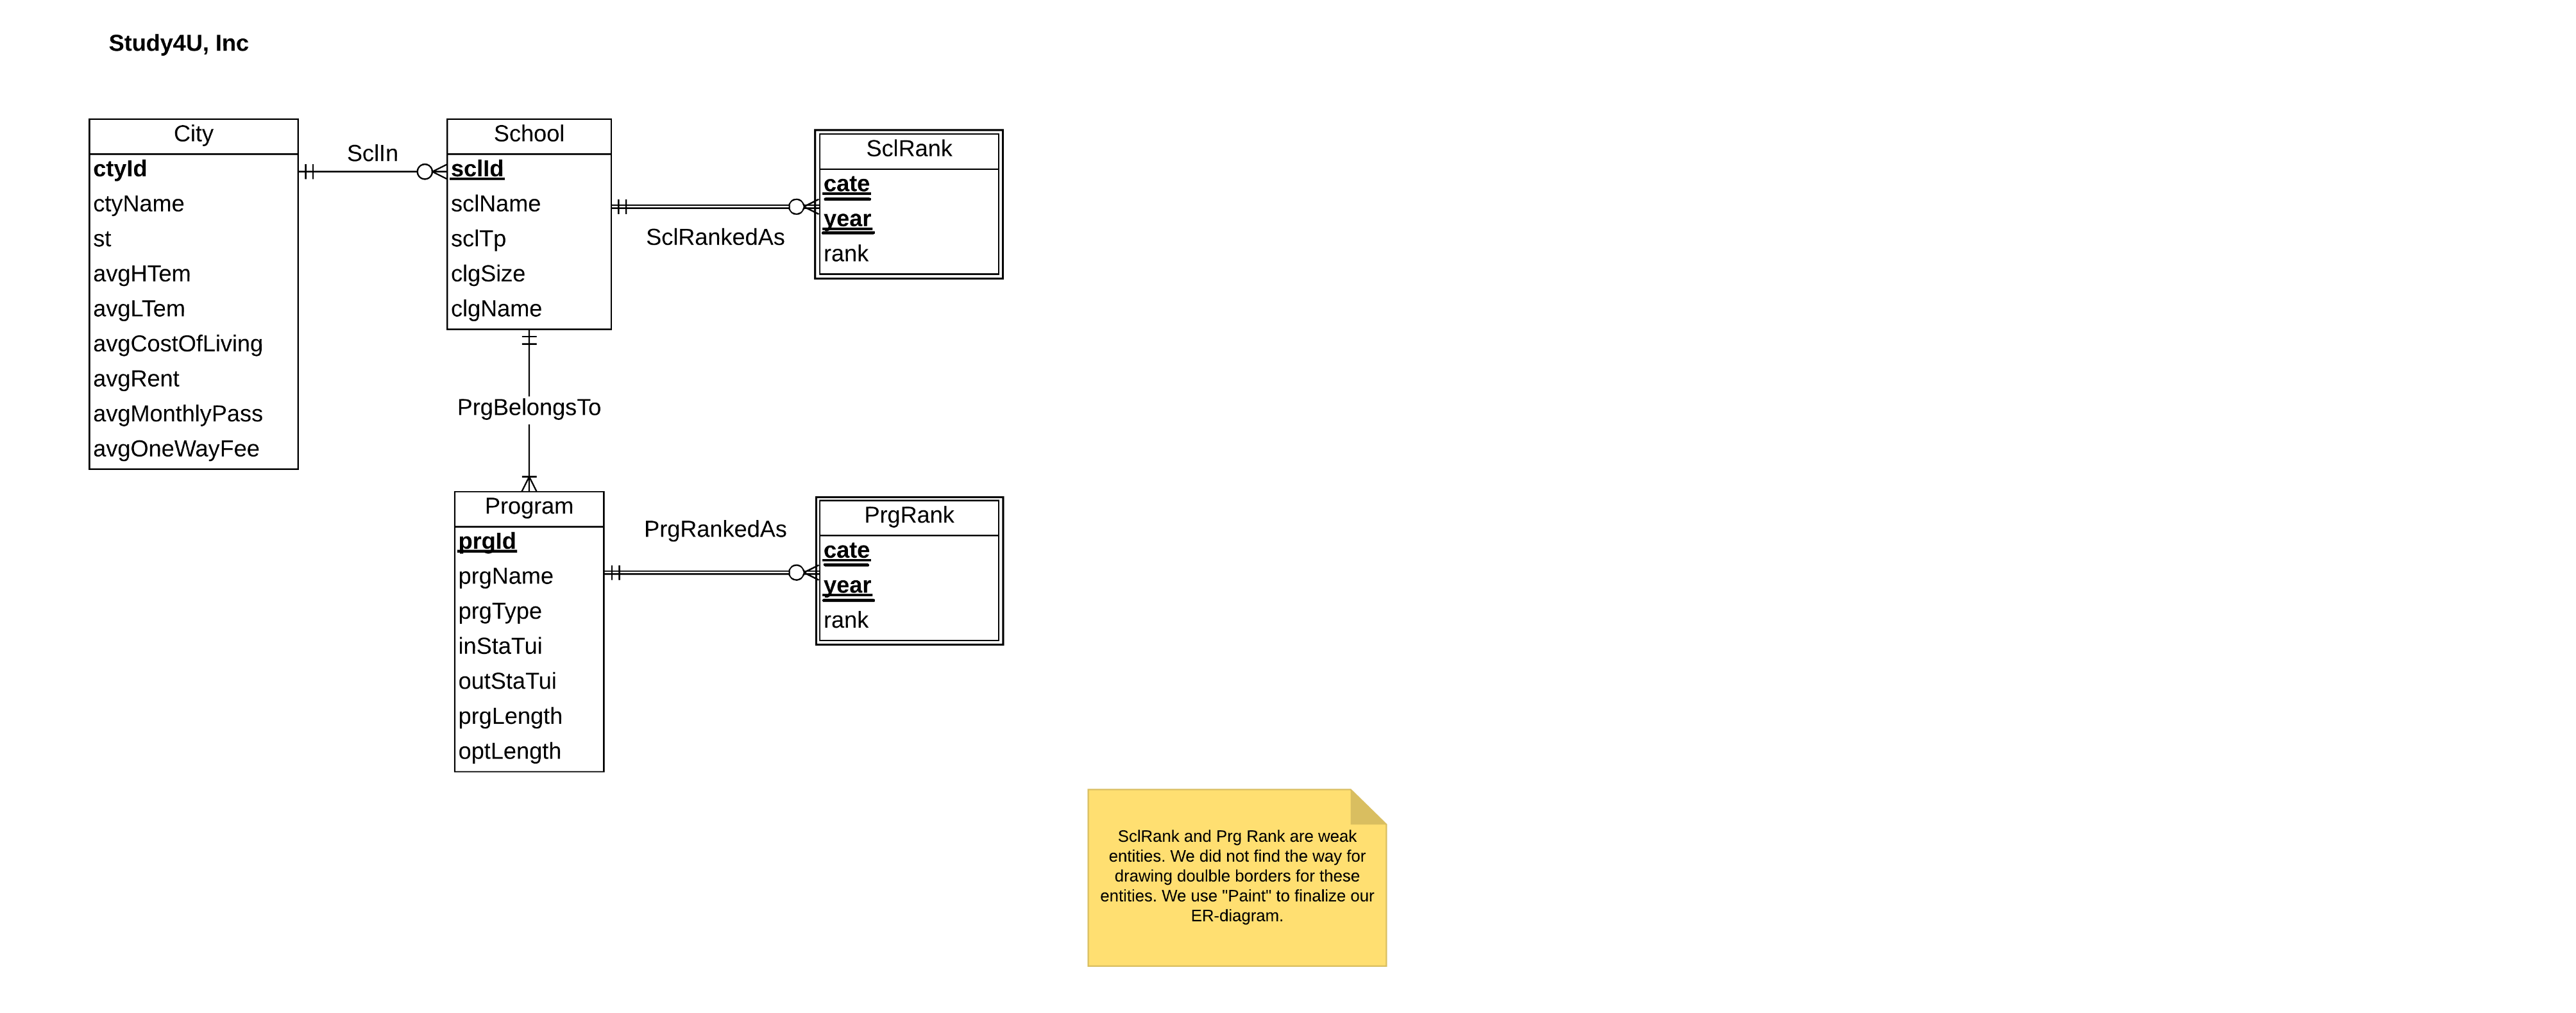 Study4U, Inc
City
ctyId
ctyName
st
avgHTem
avgLTem
avgCostOfLiving
avgRent
avgMonthlyPass
avgOneWayFee
SclIn
School
sclId
sclName
sclTp
clgSize
clgName
SclRankedAs
SclRank
cate
year
rank
PrgBelongsTo
Program
prgId
prgName
prgType
inStaTui
outStaTui
prgLength
optLength
PrgRankedAs
PrgRank
cate
year
rank
SclRank and Prg Rank are weak
entities. We did not find the way for
drawing doulble borders for these
entities. We use "Paint" to finalize our
ER-diagram.